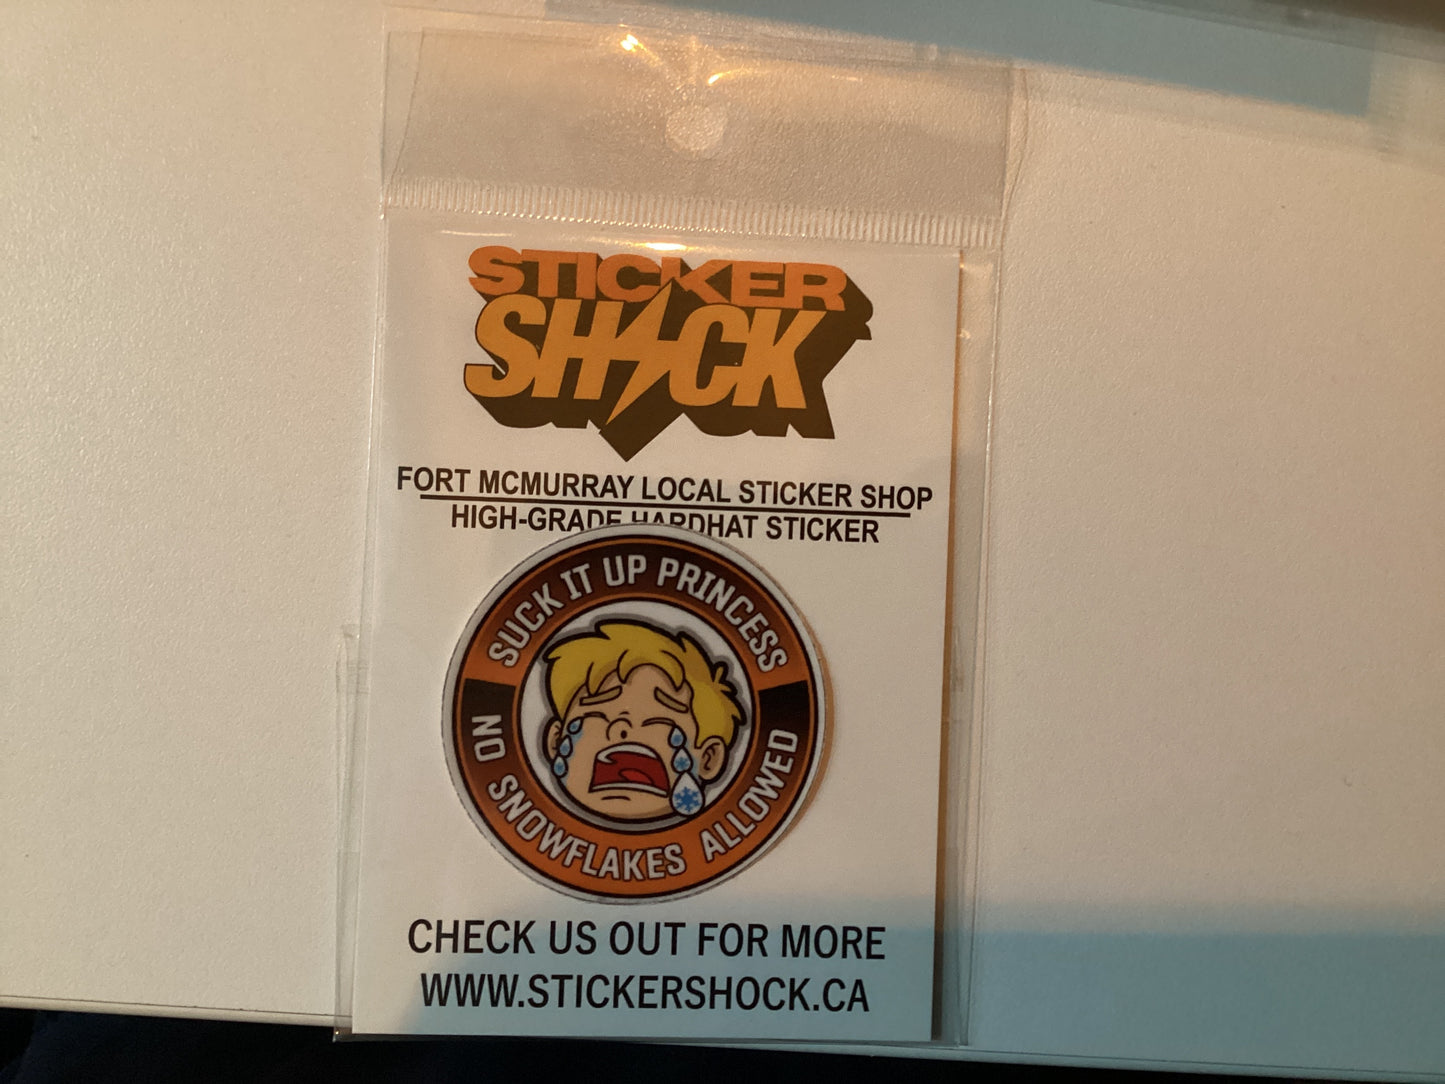 STICKER
SHOCK
FORT MCMURRAY LOCAL STICKER SHOP
HIGH-GRADE HARDHAT STICKER
SUCK IT UP PRINCESS
NO SNOWFLAKES ALLOWED
CHECK US OUT FOR MORE
WWW.STICKERSHOCK.CA